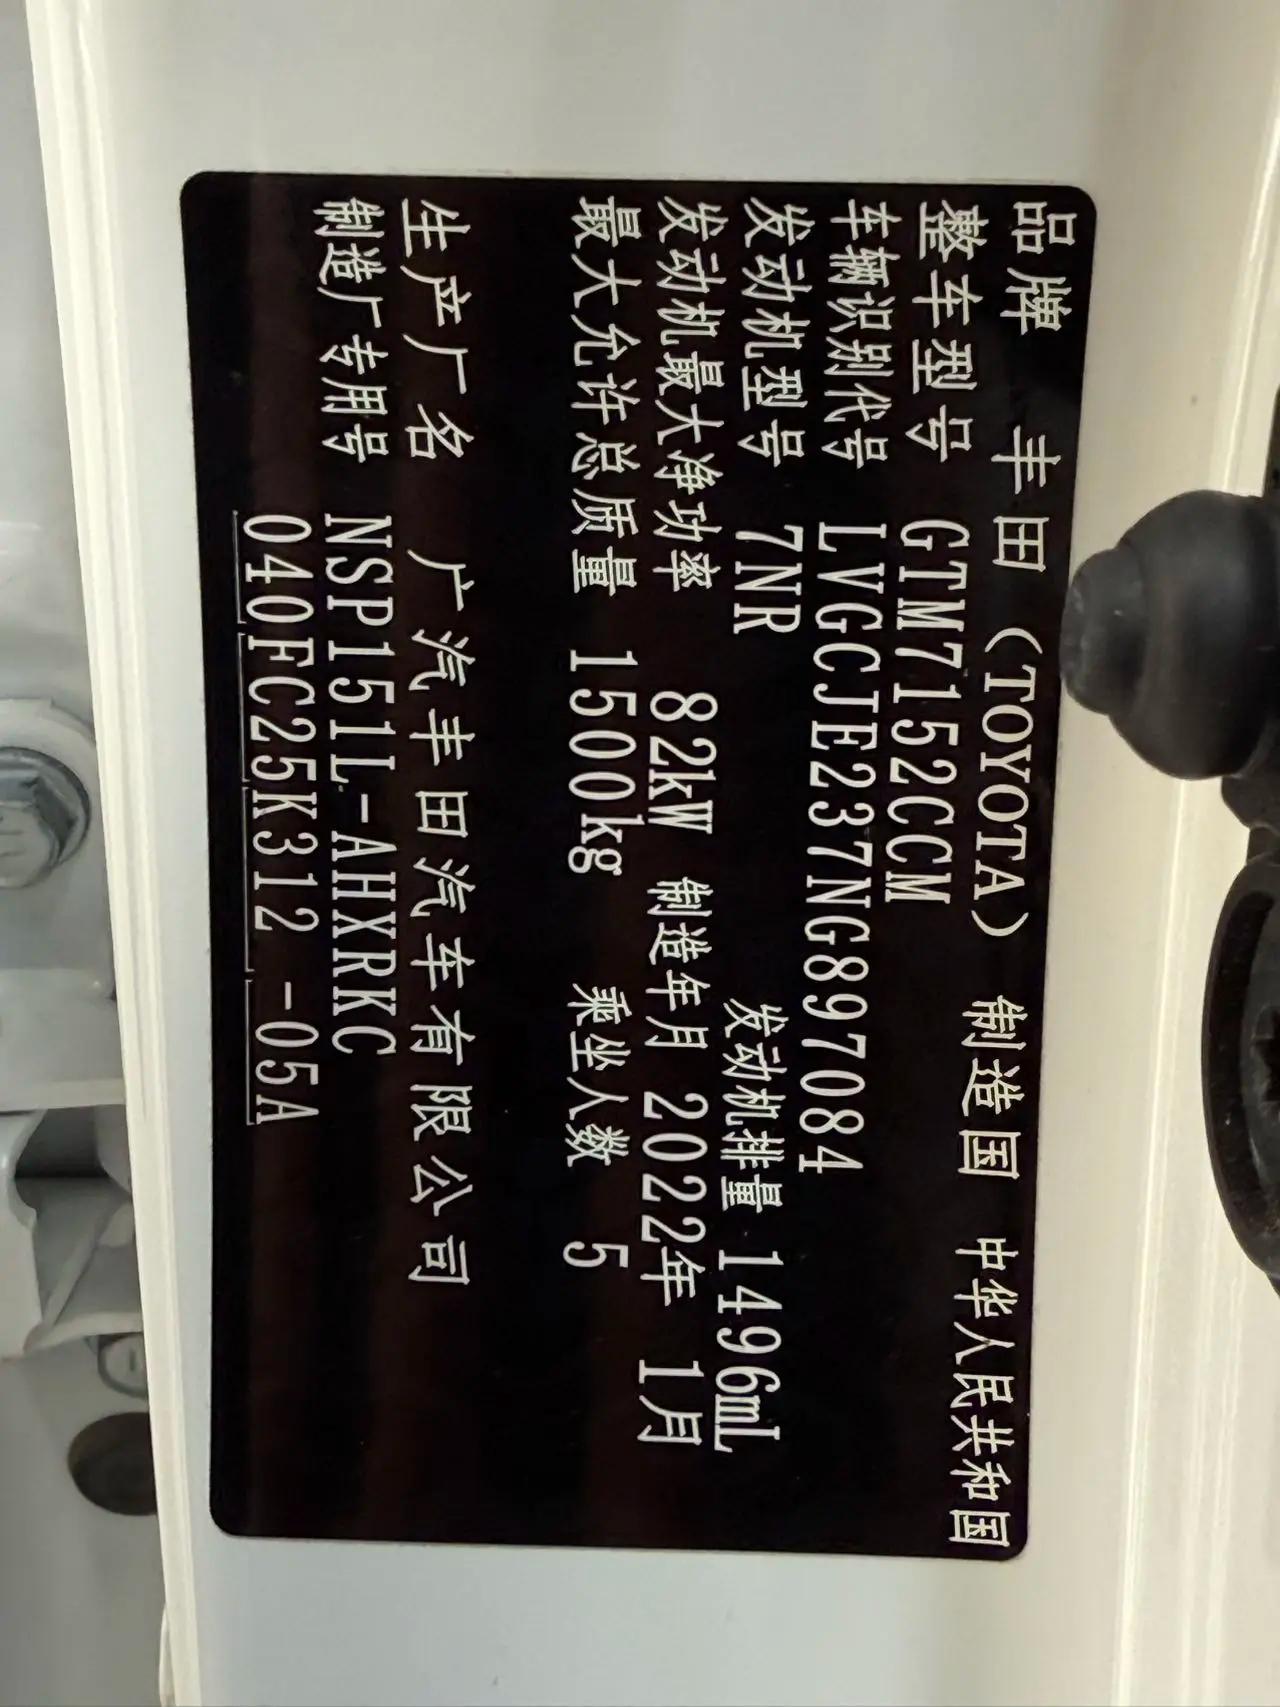 品牌 丰田（TOYOTA） 制造国 中华人民共和国
整车型号 GTM7152CCM
车辆识别代号 LVGCJE237NG897084
发动机型号 7NR 发动机排量 1496mL
发动机最大净功率 82kW 制造年月 2022年 1月
最大允许总质量 1500kg 乘坐人数 5
生产厂名 广汽丰田汽车有限公司
制造厂专用号 NSP151L-AHXRKC
040FC25K312 -05A